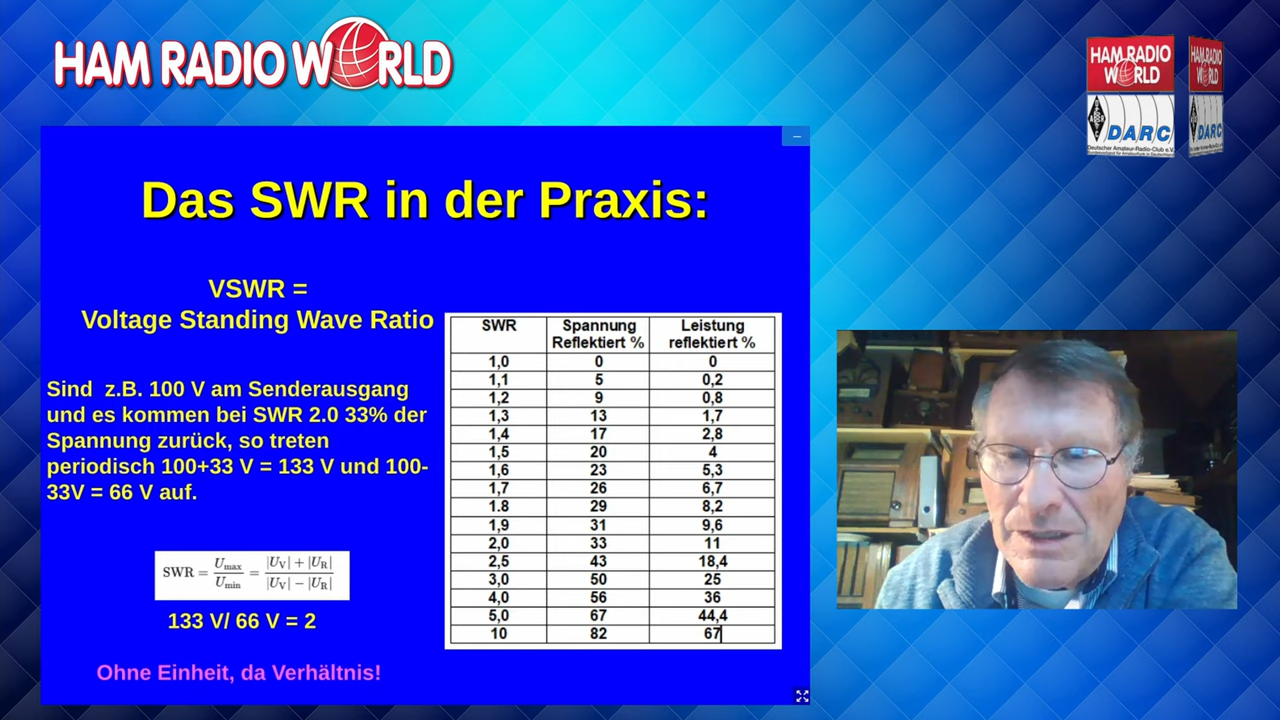 HAM RADIO WORLD
HAM RADIO
WORLD
DARC
Deutscher Amateur-Radio-Club e.V.
HAM RADIO
WORLD
DARC
Das SWR in der Praxis:
VSWR =
Voltage Standing Wave Ratio
Sind z.B. 100 V am Senderausgang
und es kommen bei SWR 2.0 33% der
Spannung zurück, so treten
periodisch 100+33 V = 133 V und 100-
33V = 66 V auf.
SWR = Umax / Umin = |UV| + |UR| / |UV| − |UR|
133 V/ 66 V = 2
Ohne Einheit, da Verhältnis!
SWR Spannung Reflektiert % Leistung reflektiert %
1,0 0 0
1,1 5 0,2
1,2 9 0,8
1,3 13 1,7
1,4 17 2,8
1,5 20 4
1,6 23 5,3
1,7 26 6,7
1.8 29 8,2
1,9 31 9,6
2,0 33 11
2,5 43 18,4
3,0 50 25
4,0 56 36
5,0 67 44,4
10 82 67